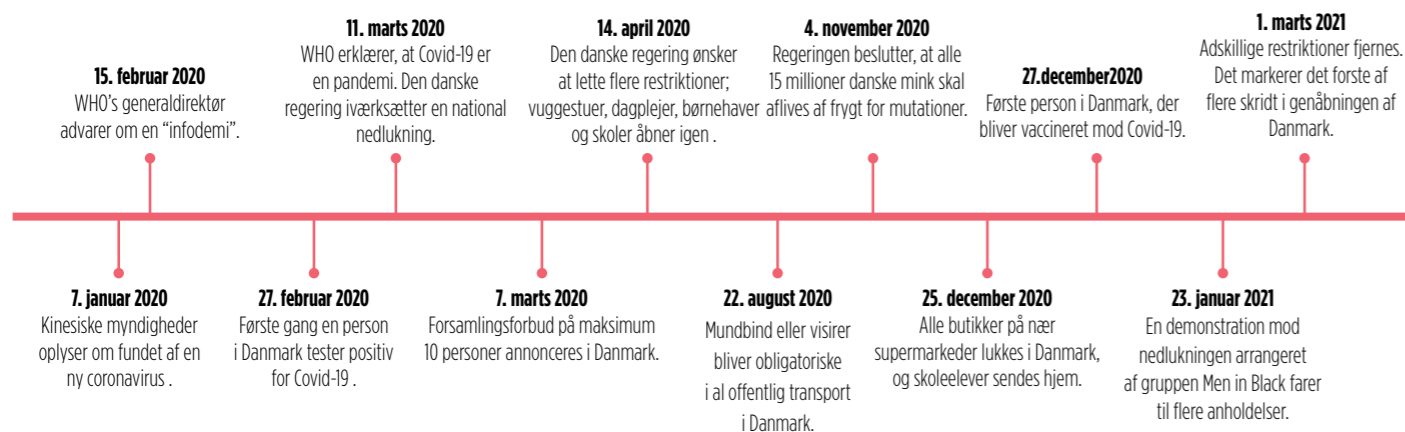 15. februar 2020
WHO's generaldirektør
advarer om en "infodemi".
11. marts 2020
WHO erklærer, at Covid-19 er
en pandemi. Den danske
regering iværksætter en national
nedlukning.
14. april 2020
Den danske regering ønsker
at lette flere restriktioner;
vuggestuer, dagplejer, børnehaver
og skoler åbner igen .
4. november 2020
Regeringen beslutter, at alle
15 millioner danske mink skal
aflives af frygt for mutationer.
27.december2020
Første person i Danmark, der
bliver vaccineret mod Covid-19.
1. marts 2021
Adskillige restriktioner fjernes.
Det markerer det forste af
flere skridt i genåbningen af
Danmark.
7. januar 2020
Kinesiske myndigheder
oplyser om fundet af en
ny coronavirus .
27. februar 2020
Første gang en person
i Danmark tester positiv
for Covid-19 .
7. marts 2020
Forsamlingsforbud på maksimum
10 personer annonceres i Danmark.
22. august 2020
Mundbind eller visirer
bliver obligatoriske
i al offentlig transport
i Danmark.
25. december 2020
Alle butikker på nær
supermarkeder lukkes i Danmark,
og skoleelever sendes hjem.
23. januar 2021
En demonstration mod
nedlukningen arrangeret
af gruppen Men in Black farer
til flere anholdelser.